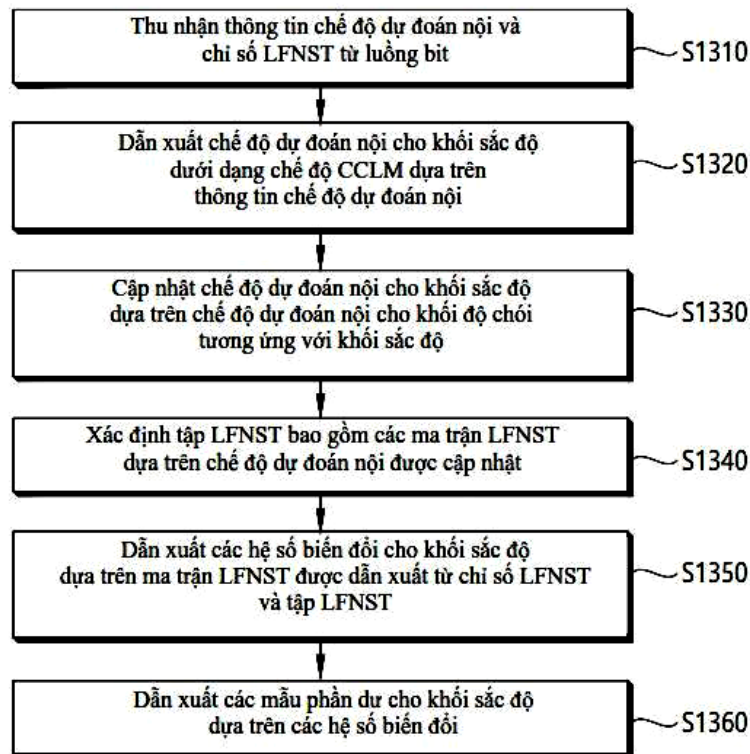 Thu nhận thông tin chế độ dự đoán nội và
chỉ số LFNST từ luồng bit
S1310
Dẫn xuất chế độ dự đoán nội cho khối sắc độ
dưới dạng chế độ CCLM dựa trên
thông tin chế độ dự đoán nội
S1320
Cập nhật chế độ dự đoán nội cho khối sắc độ
dựa trên chế độ dự đoán nội cho khối độ chói
tương ứng với khối sắc độ
S1330
Xác định tập LFNST bao gồm các ma trận LFNST
dựa trên chế độ dự đoán nội được cập nhật
S1340
Dẫn xuất các hệ số biến đổi cho khối sắc độ
dựa trên ma trận LFNST được dẫn xuất từ chỉ số LFNST
và tập LFNST
S1350
Dẫn xuất các mẫu phần dư cho khối sắc độ
dựa trên các hệ số biến đổi
S1360